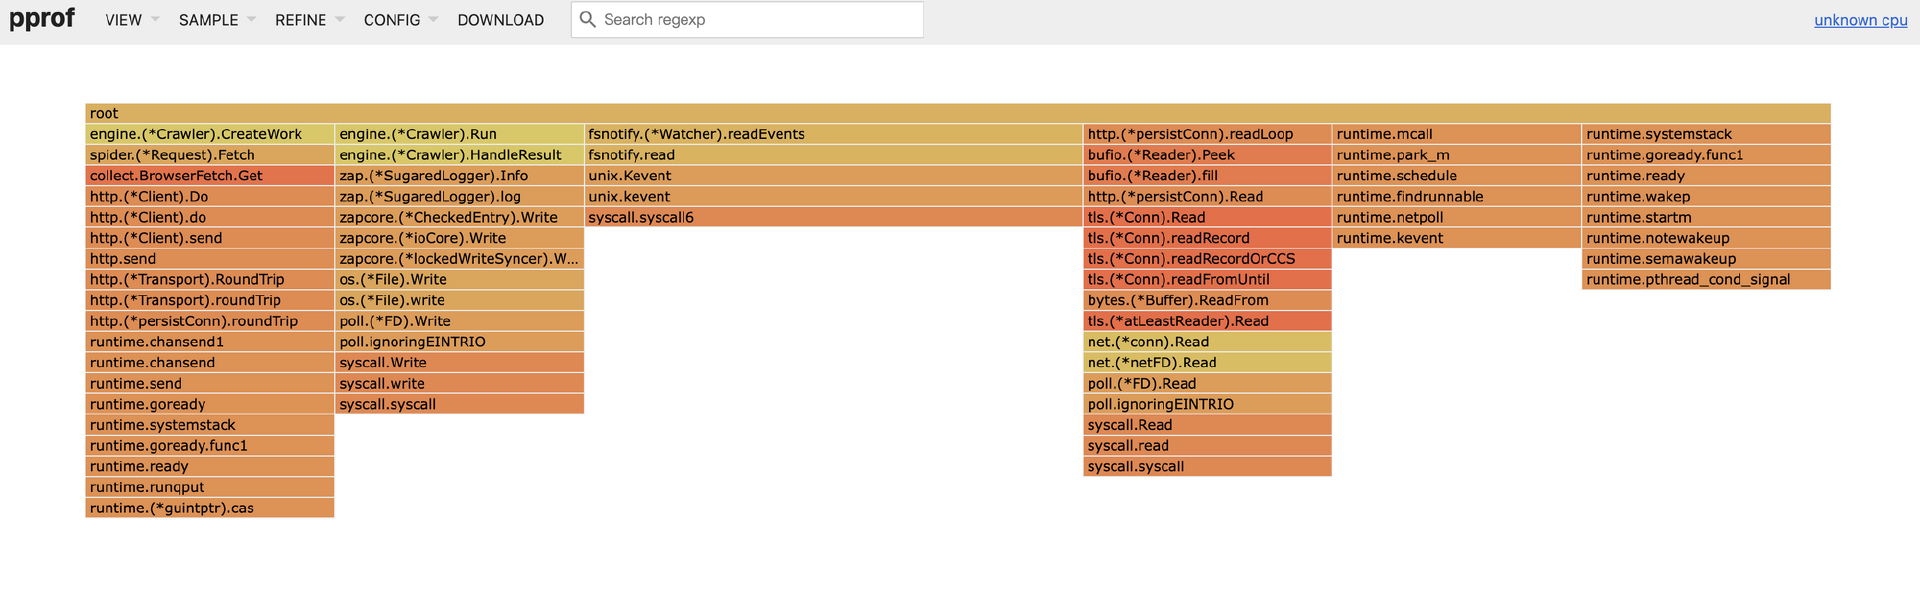 pprof VIEW SAMPLE REFINE CONFIG DOWNLOAD Search regexp unknown cpu
root
engine.(*Crawler).CreateWork engine.(*Crawler).Run fsnotify.(*Watcher).readEvents http.(*persistConn).readLoop runtime.mcall runtime.systemstack
spider.(*Request).Fetch engine.(*Crawler).HandleResult fsnotify.read bufio.(*Reader).Peek runtime.park_m runtime.goready.func1
collect.BrowserFetch.Get zap.(*SugaredLogger).Info unix.Kevent bufio.(*Reader).fill runtime.schedule runtime.ready
http.(*Client).Do zap.(*SugaredLogger).log unix.kevent http.(*persistConn).Read runtime.findrunnable runtime.wakep
http.(*Client).do zapcore.(*CheckedEntry).Write syscall.syscall6 tls.(*Conn).Read runtime.netpoll runtime.startm
http.(*Client).send zapcore.(*ioCore).Write tls.(*Conn).readRecord runtime.kevent runtime.notewakeup
http.send zapcore.(*lockedWriteSyncer).W... tls.(*Conn).readRecordOrCCS runtime.semawakeup
http.(*Transport).RoundTrip os.(*File).Write tls.(*Conn).readFromUntil runtime.pthread_cond_signal
http.(*Transport).roundTrip os.(*File).write bytes.(*Buffer).ReadFrom
http.(*persistConn).roundTrip poll.(*FD).Write tls.(*atLeastReader).Read
runtime.chansend1 poll.ignoringEINTRIO net.(*conn).Read
runtime.chansend syscall.Write net.(*netFD).Read
runtime.send syscall.write poll.(*FD).Read
runtime.goready syscall.syscall poll.ignoringEINTRIO
runtime.systemstack syscall.Read
runtime.goready.func1 syscall.read
runtime.ready syscall.syscall
runtime.runqput
runtime.(*guintptr).cas